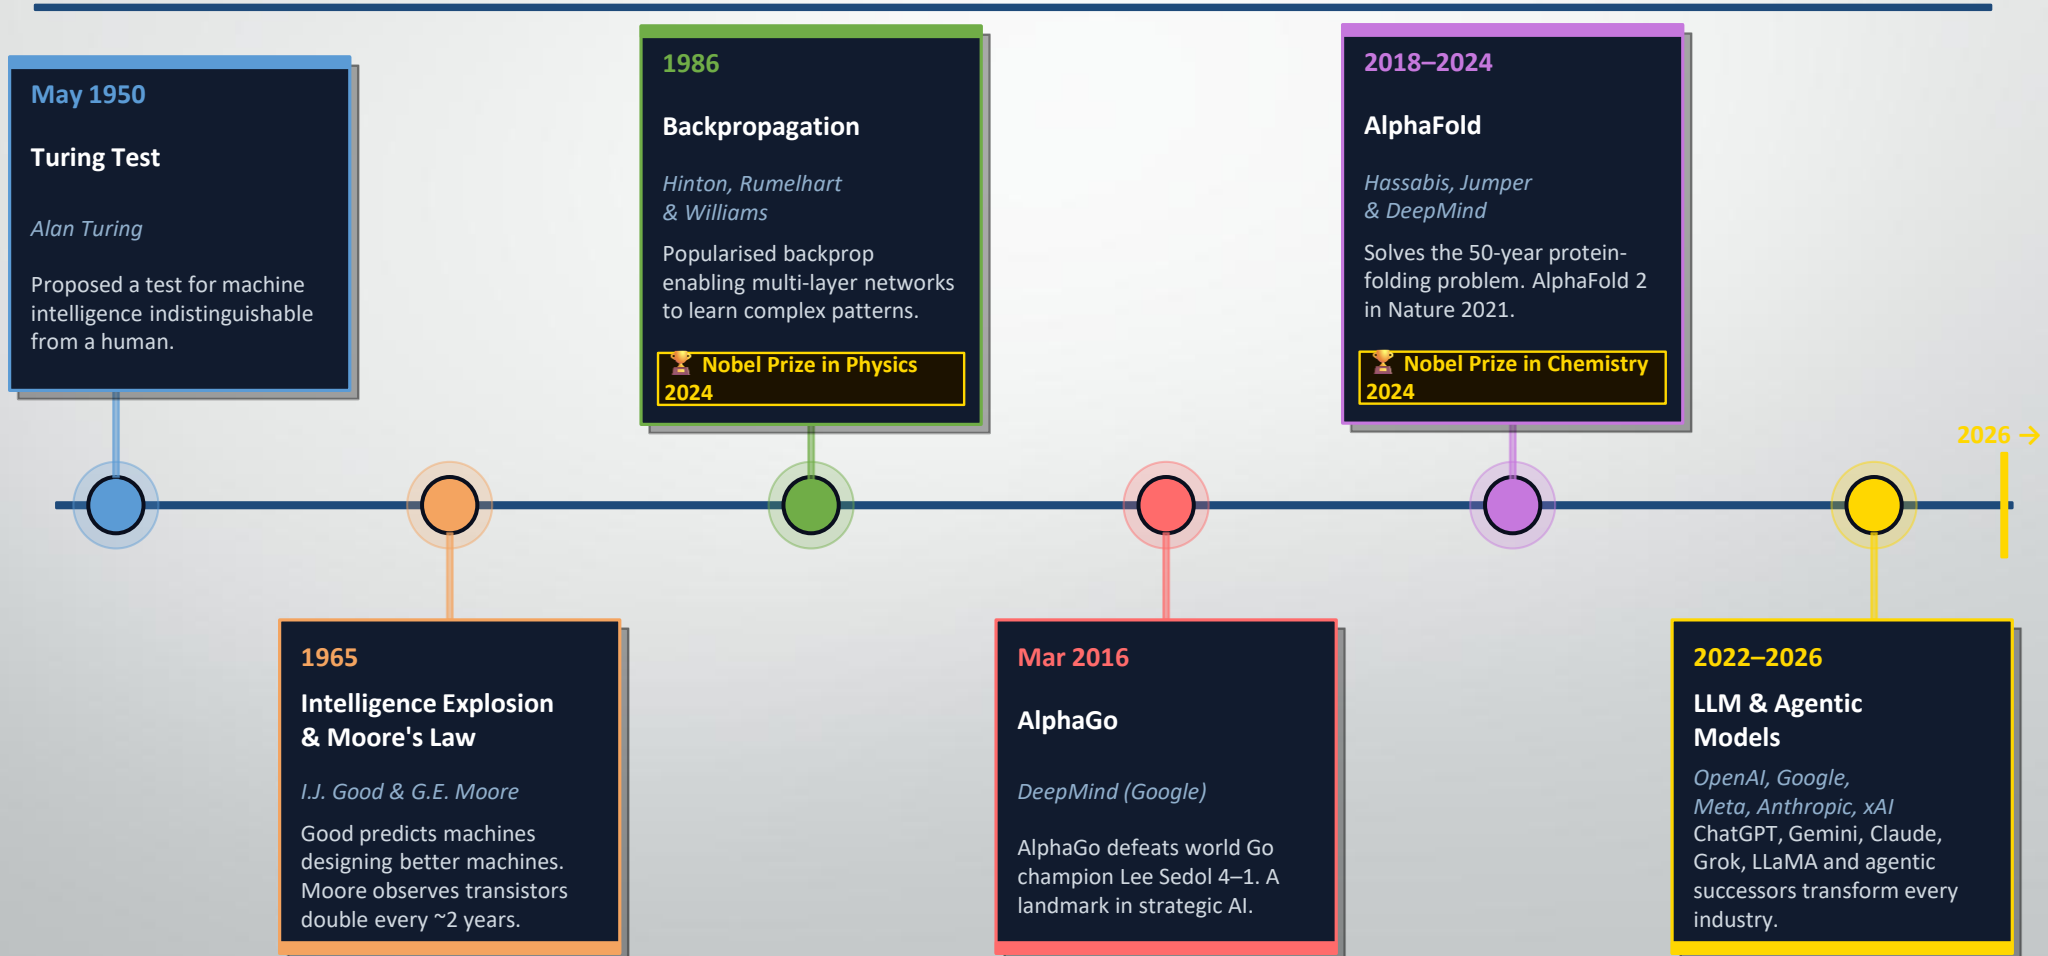 May 1950
Turing Test
Alan Turing
Proposed a test for machine
intelligence indistinguishable
from a human.
1965
Intelligence Explosion
& Moore's Law
I.J. Good & G.E. Moore
Good predicts machines
designing better machines.
Moore observes transistors
double every ~2 years.
1986
Backpropagation
Hinton, Rumelhart
& Williams
Popularised backprop
enabling multi-layer networks
to learn complex patterns.
🏆 Nobel Prize in Physics
2024
Mar 2016
AlphaGo
DeepMind (Google)
AlphaGo defeats world Go
champion Lee Sedol 4–1. A
landmark in strategic AI.
2018–2024
AlphaFold
Hassabis, Jumper
& DeepMind
Solves the 50-year protein-
folding problem. AlphaFold 2
in Nature 2021.
🏆 Nobel Prize in Chemistry
2024
2022–2026
LLM & Agentic
Models
OpenAI, Google,
Meta, Anthropic, xAI
ChatGPT, Gemini, Claude,
Grok, LLaMA and agentic
successors transform every
industry.
2026 →